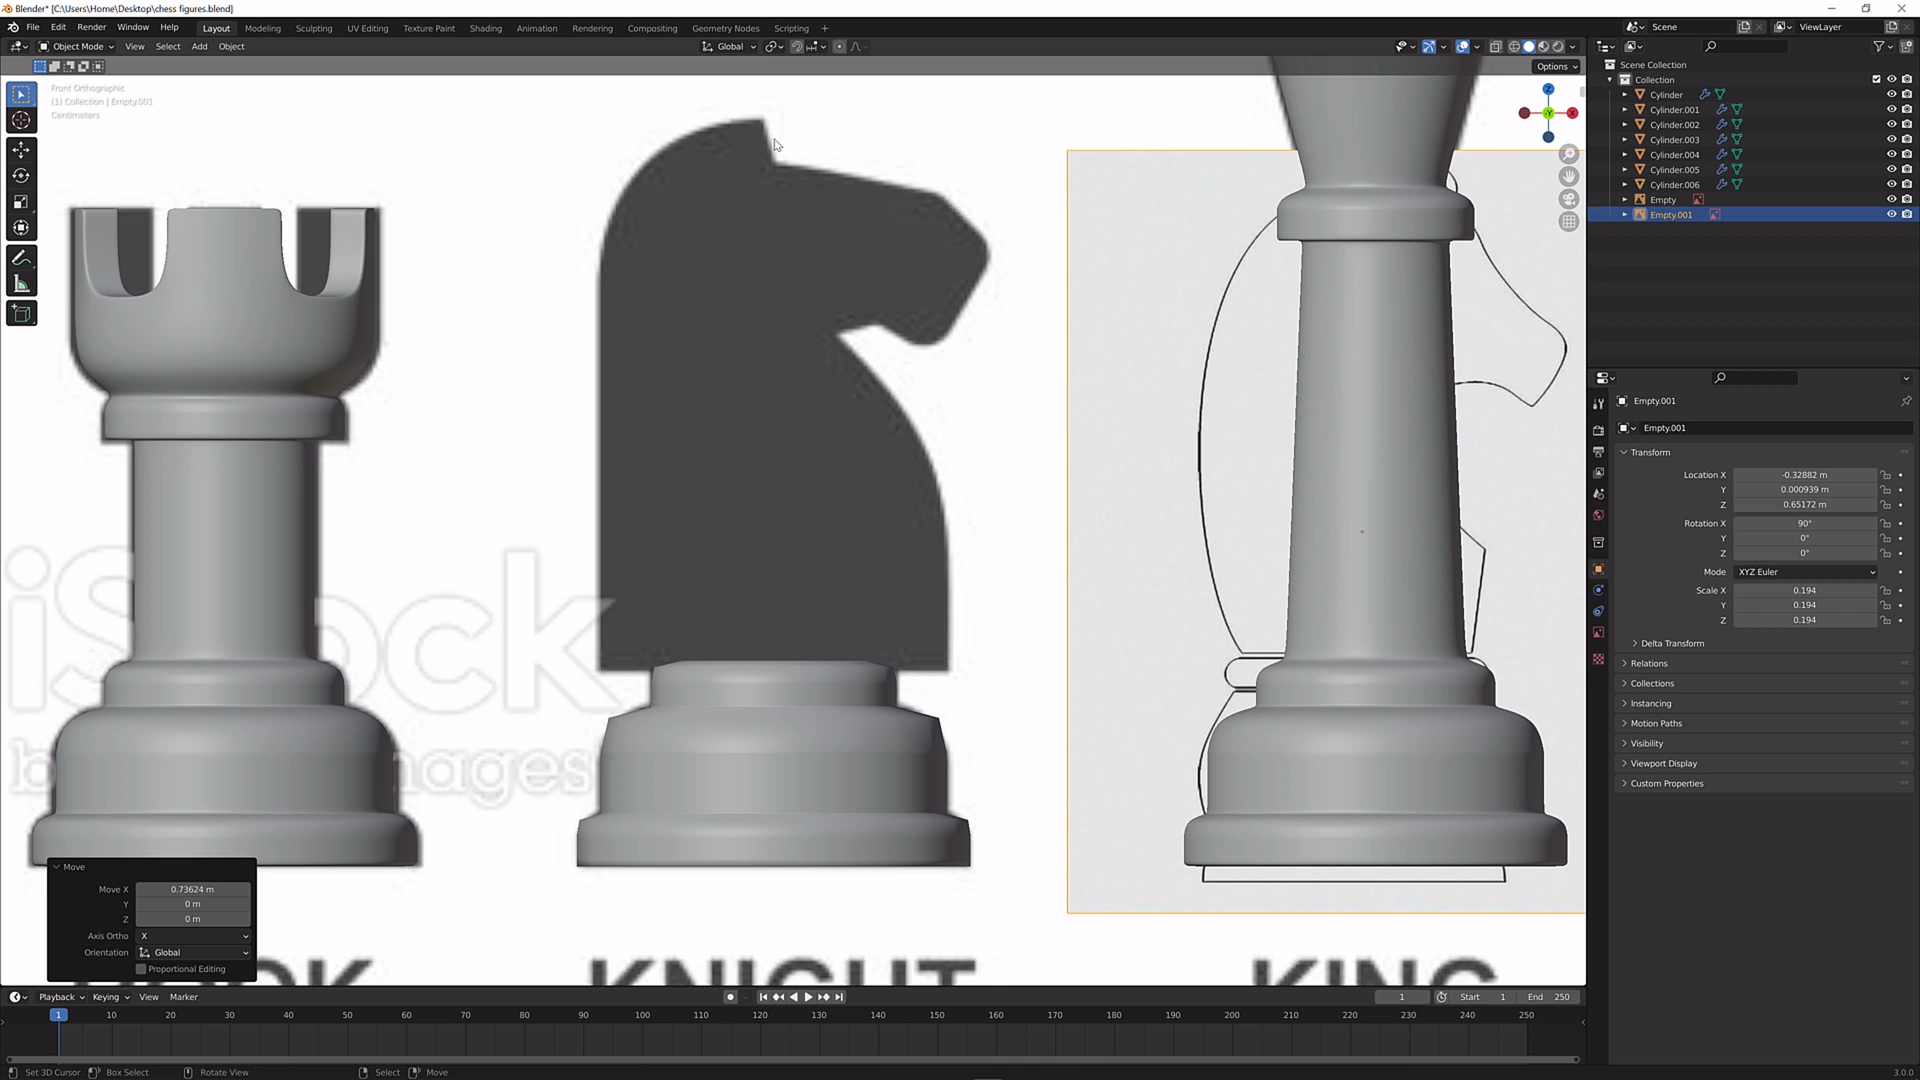 Blender* [C:\Users\Home\Desktop\chess figures.blend]
File Edit Render Window Help Layout Modeling Sculpting UV Editing Texture Paint Shading Animation Rendering Compositing Geometry Nodes Scripting + Scene ViewLayer
Object Mode View Select Add Object Global
Options
Front Orthographic
(1) Collection | Empty.001
Centimeters
Z
Y
X
Scene Collection
Collection
Cylinder
Cylinder.001
Cylinder.002
Cylinder.003
Cylinder.004
Cylinder.005
Cylinder.006
Empty
Empty.001
Empty.001
Empty.001
Transform
Location X -0.32882 m
Y 0.000939 m
Z 0.65172 m
Rotation X 90°
Y 0°
Z 0°
Mode XYZ Euler
Scale X 0.194
Y 0.194
Z 0.194
Delta Transform
Relations
Collections
Instancing
Motion Paths
Visibility
Viewport Display
Custom Properties
iStock
Move
Move X 0.73624 m
Y 0 m
Z 0 m
Axis Ortho X
Orientation Global
Proportional Editing
KNIGHT
KING
Playback Keying View Marker 1 Start 1 End 250
1 10 20 30 40 50 60 70 80 90 100 110 120 130 140 150 160 170 180 190 200 210 220 230 240 250
Set 3D Cursor Box Select Rotate View Select Move 3.0.0